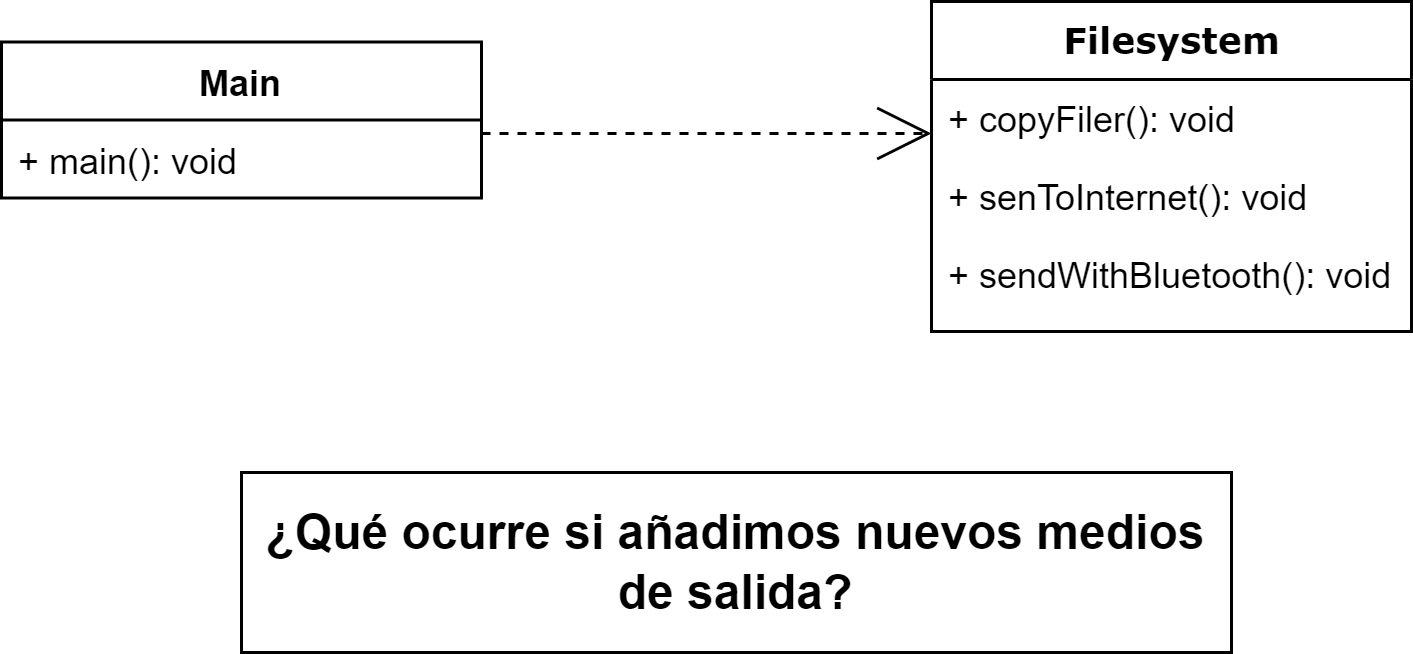 Main
+ main(): void
Filesystem
+ copyFiler(): void
+ senToInternet(): void
+ sendWithBluetooth(): void
¿Qué ocurre si añadimos nuevos medios
de salida?